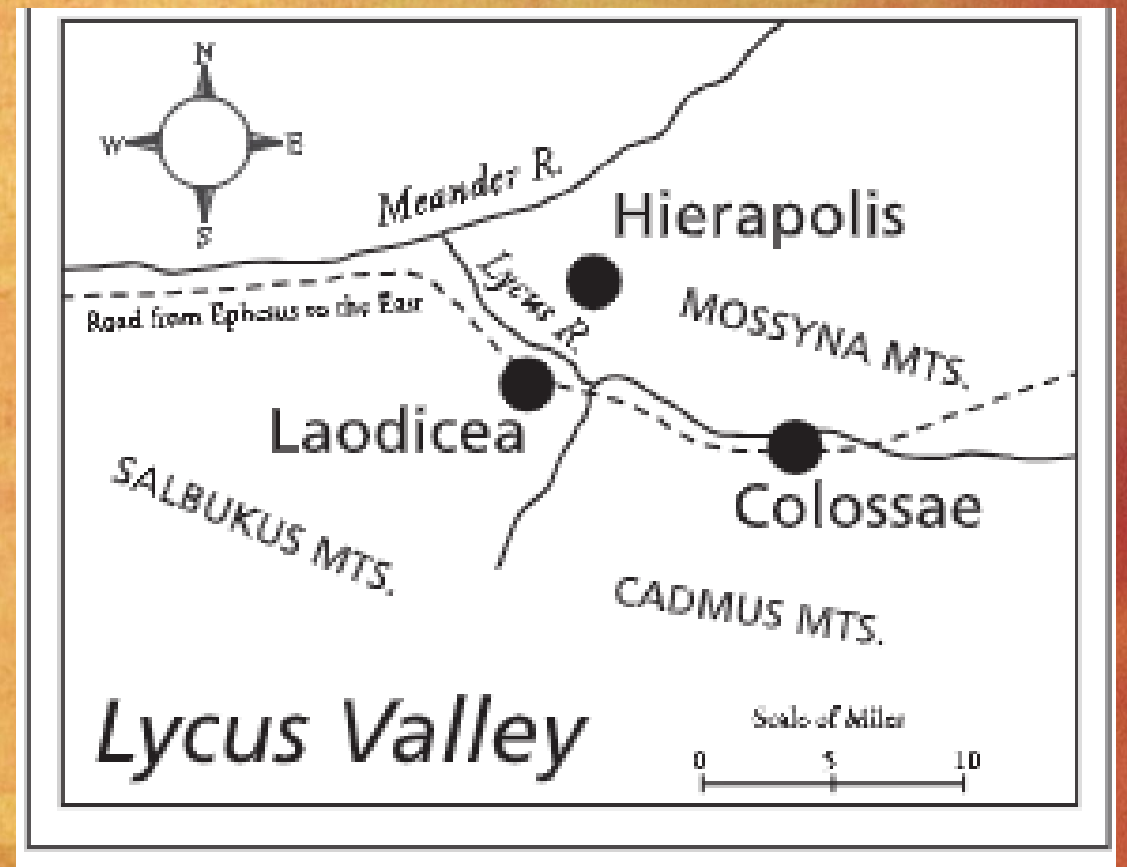 N
W E
S
Meander R.
Hierapolis
Lycus R.
Road from Ephesus to the East
MOSSYNA MTS.
Laodicea
Colossae
SALBUKUS MTS.
CADMUS MTS.
Lycus Valley
Scale of Miles
0 5 10